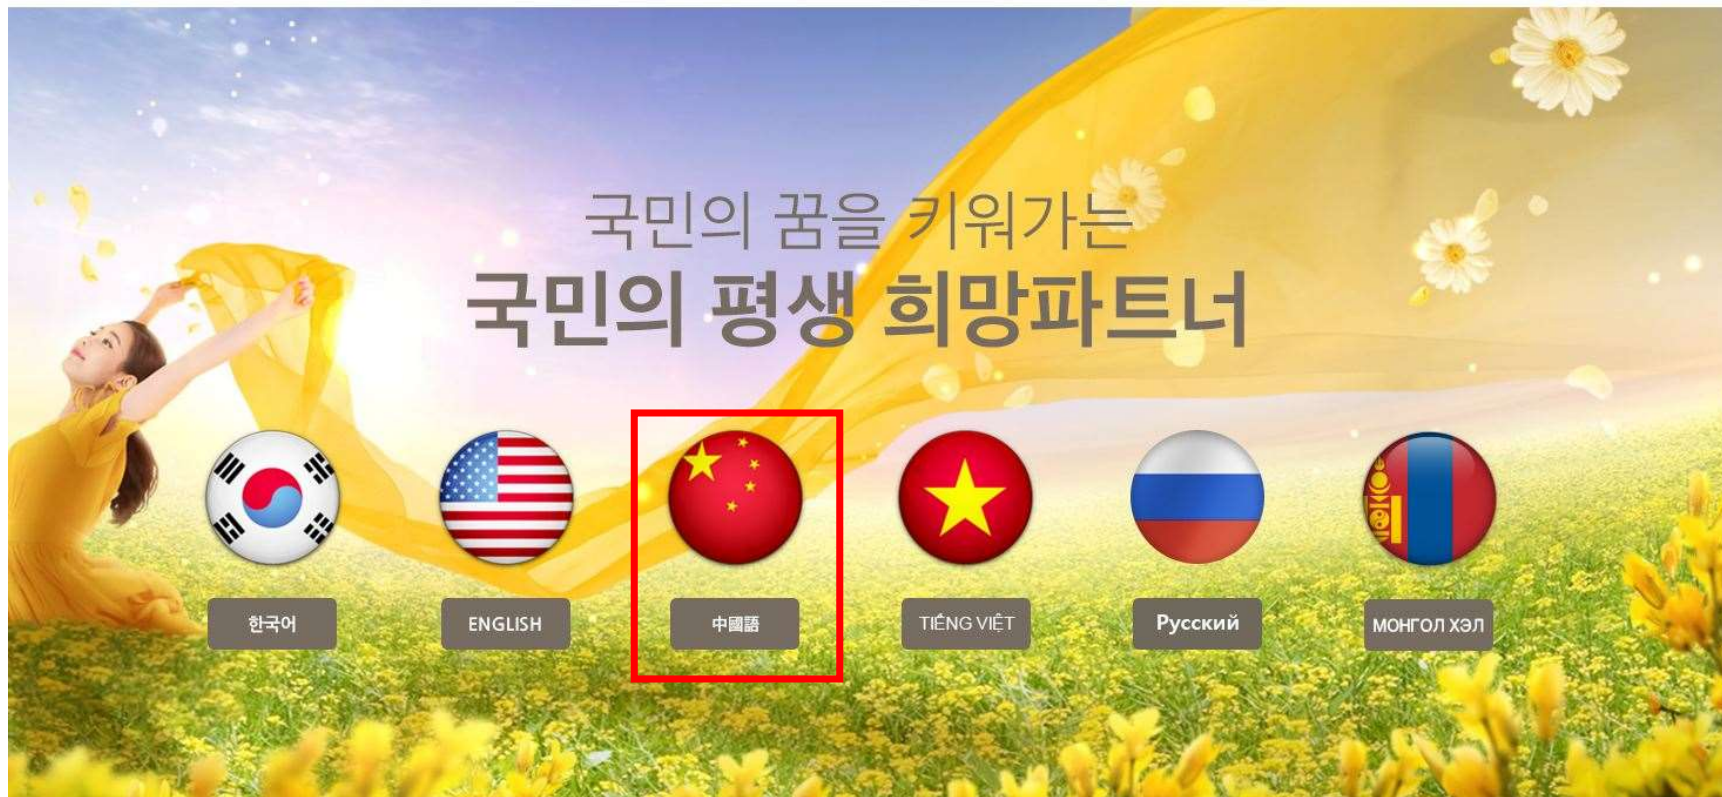 국민의 꿈을 키워가는
국민의 평생 희망파트너
한국어
ENGLISH
中國語
TIẾNG VIỆT
Русский
МОНГОЛ ХЭЛ